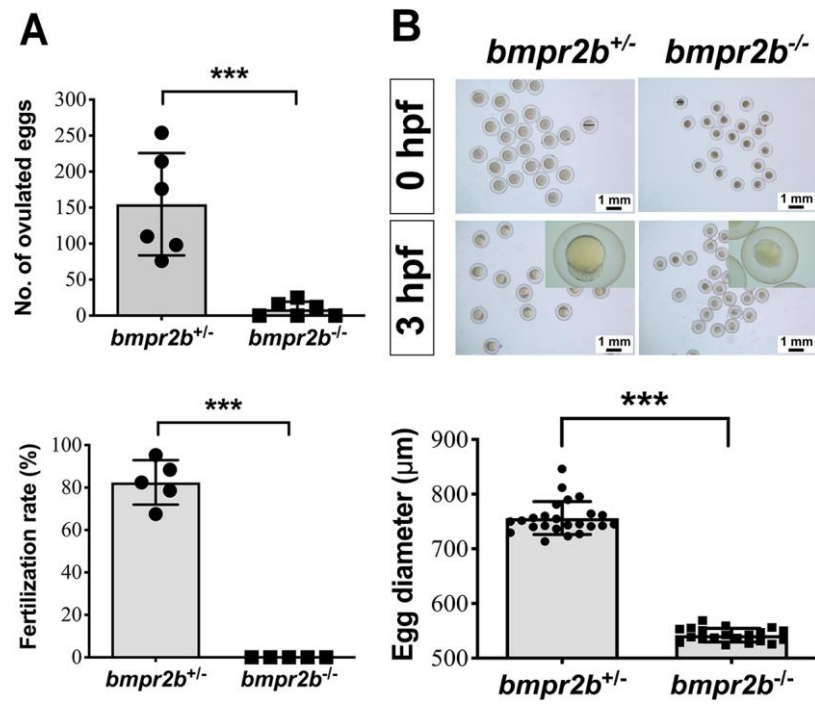 A
No. of ovulated eggs
300
250
200
150
100
50
0
***
bmpr2b+/-
bmpr2b-/-
Fertilization rate (%)
100
80
60
40
20
0
***
bmpr2b+/-
bmpr2b-/-
B
bmpr2b+/-
bmpr2b-/-
0 hpf
1 mm
1 mm
3 hpf
1 mm
1 mm
Egg diameter (μm)
900
800
700
600
500
***
bmpr2b+/-
bmpr2b-/-